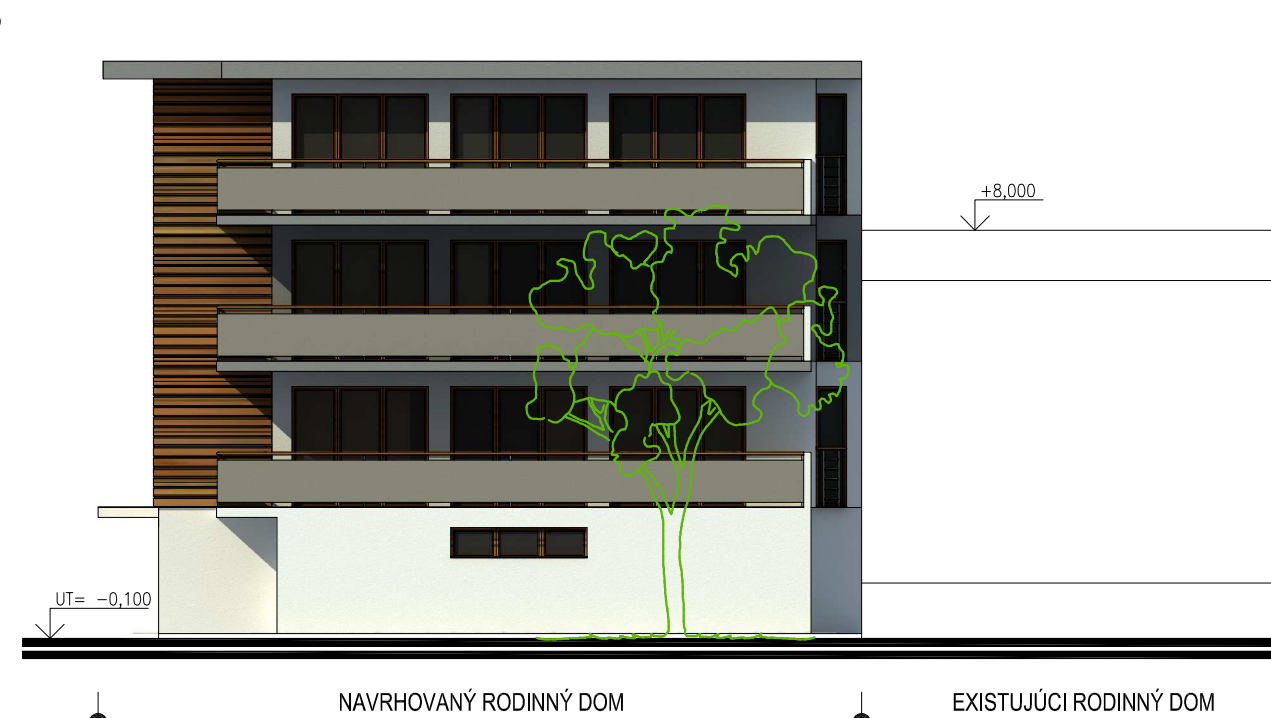 +8,000
UT= -0,100
NAVRHOVANÝ RODINNÝ DOM
EXISTUJÚCI RODINNÝ DOM